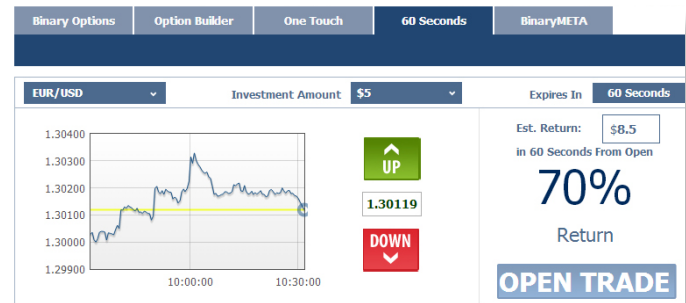 Binary Options Option Builder One Touch 60 Seconds BinaryMETA
EUR/USD Investment Amount $5 Expires In 60 Seconds
Est. Return: $8.5
in 60 Seconds From Open
70%
Return
OPEN TRADE
UP
1.30119
DOWN
1.30400
1.30300
1.30200
1.30100
1.30000
1.29900
10:00:00 10:30:00